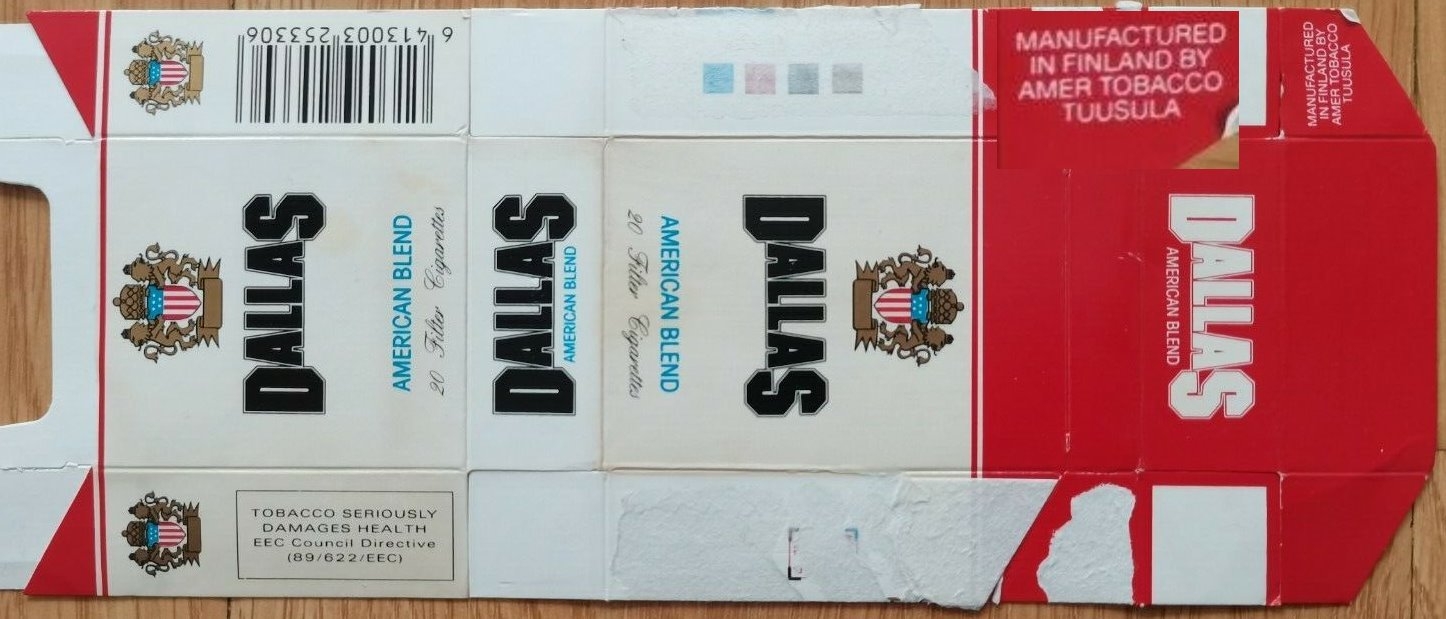 6 413003 253306
MANUFACTURED
IN FINLAND BY
AMER TOBACCO
TUUSULA
MANUFACTURED
IN FINLAND BY
AMER TOBACCO
TUUSULA
DALLAS
AMERICAN BLEND
20 Filter Cigarettes
DALLAS
AMERICAN BLEND
AMERICAN BLEND
20 Filter Cigarettes
DALLAS
DALLAS
AMERICAN BLEND
TOBACCO SERIOUSLY
DAMAGES HEALTH
EEC Council Directive
(89/622/EEC)